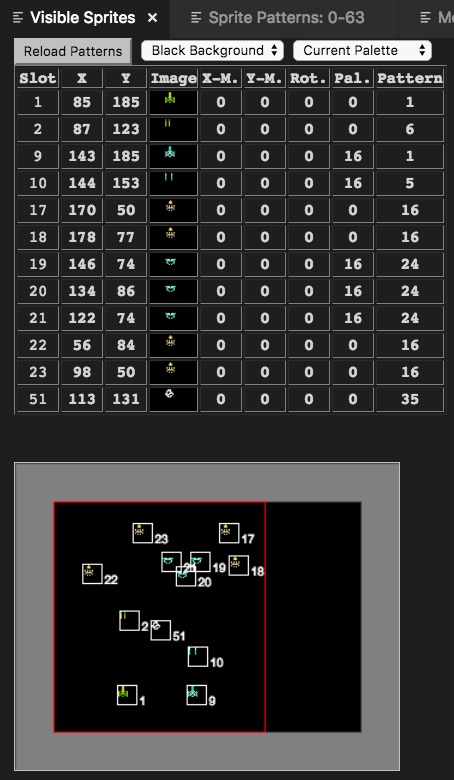 Visible Sprites × Sprite Patterns: 0-63 Me
Reload Patterns Black Background Current Palette
Slot X Y Image X-M. Y-M. Rot. Pal. Pattern
1 85 185 0 0 0 0 1
2 87 123 0 0 0 0 6
9 143 185 0 0 0 16 1
10 144 153 0 0 0 16 5
17 170 50 0 0 0 0 16
18 178 77 0 0 0 0 16
19 146 74 0 0 0 16 24
20 134 86 0 0 0 16 24
21 122 74 0 0 0 16 24
22 56 84 0 0 0 0 16
23 98 50 0 0 0 0 16
51 113 131 0 0 0 0 35
23 17
21 19 18
22 20
2 51
10
1 9